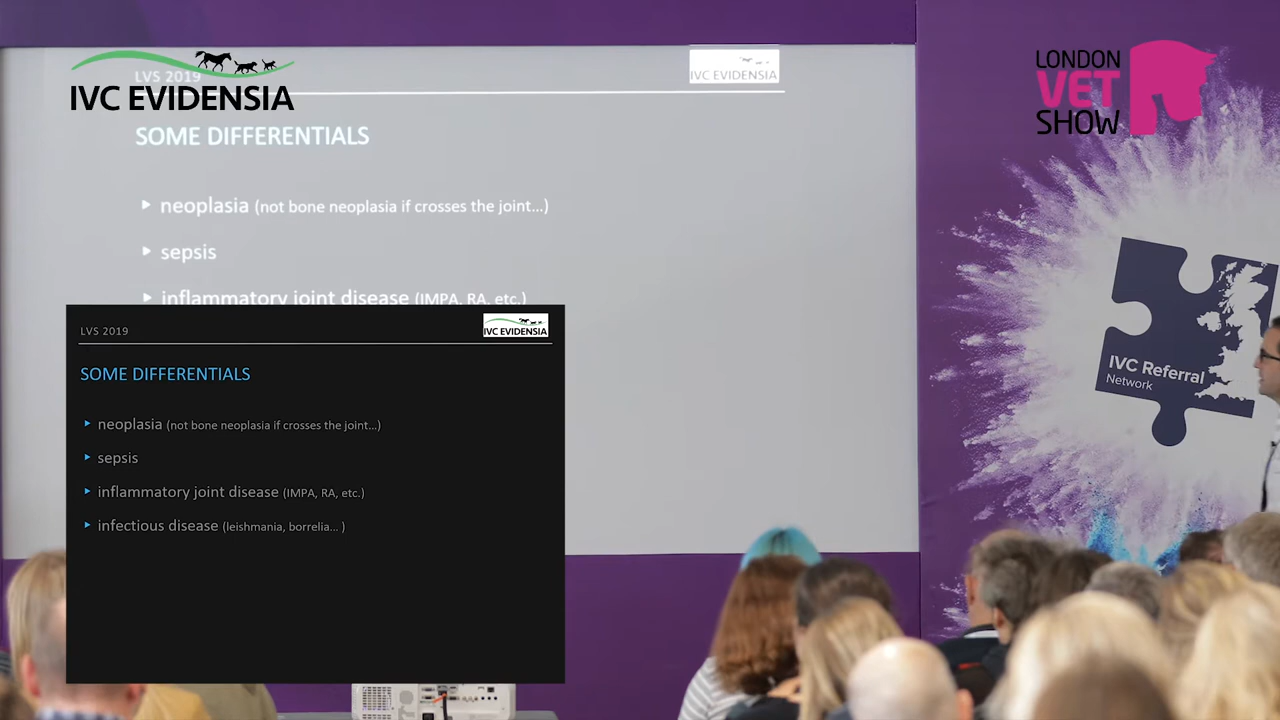 LVS 2019
IVC EVIDENSIA
IVC EVIDENSIA
LONDON
VET
SHOW
SOME DIFFERENTIALS
neoplasia (not bone neoplasia if crosses the joint...)
sepsis
inflammatory joint disease (IMPA, RA, etc.)
LVS 2019
IVC EVIDENSIA
SOME DIFFERENTIALS
neoplasia (not bone neoplasia if crosses the joint...)
sepsis
inflammatory joint disease (IMPA, RA, etc.)
infectious disease (leishmania, borrelia... )
IVC Referral
Network